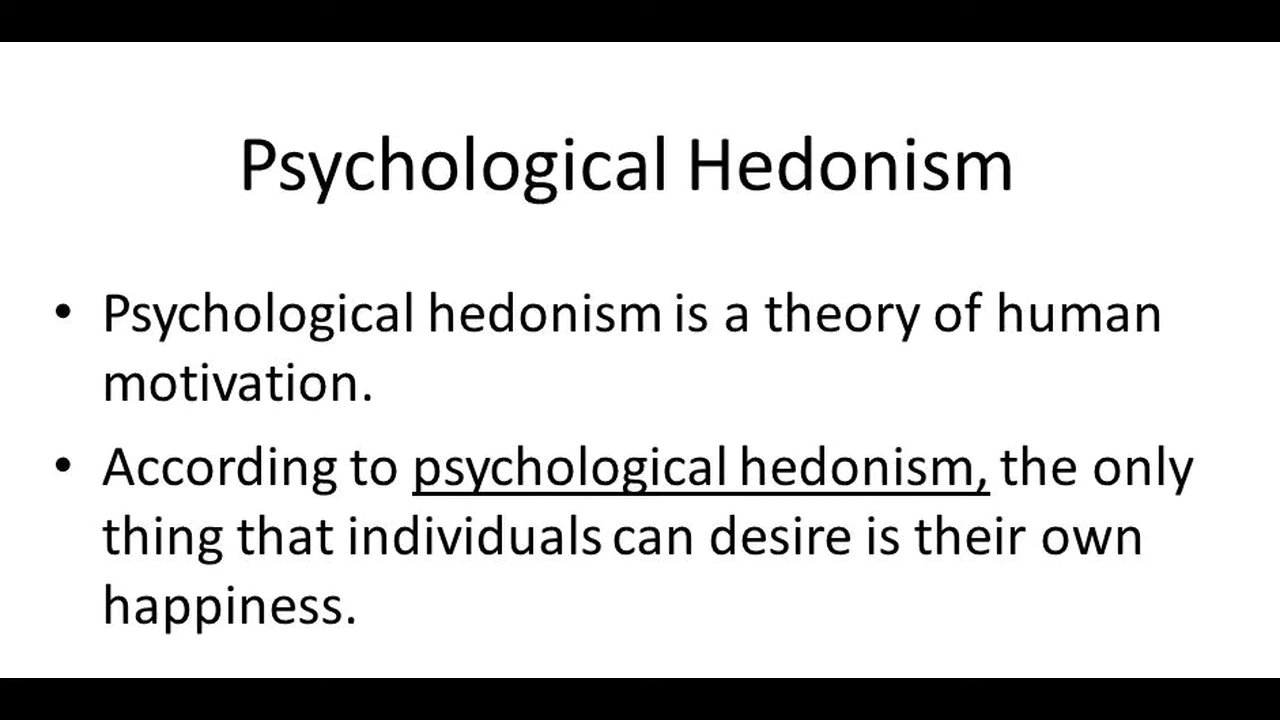 Psychological Hedonism
• Psychological hedonism is a theory of human
motivation.
• According to psychological hedonism, the only
thing that individuals can desire is their own
happiness.